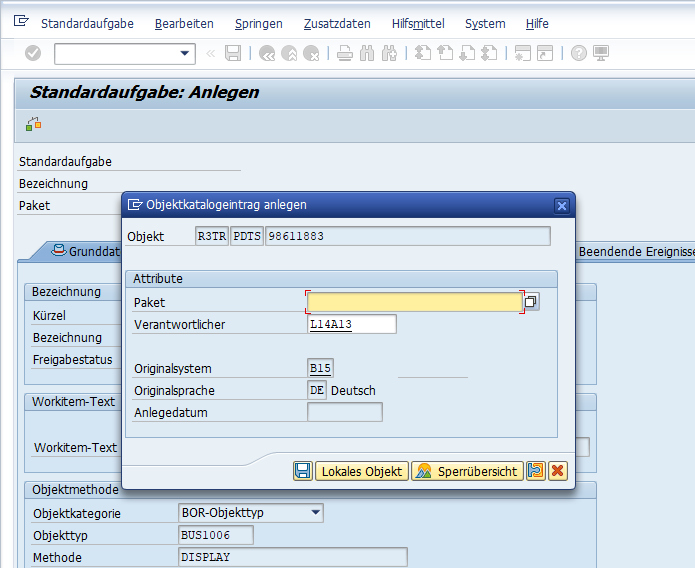 Standardaufgabe Bearbeiten Springen Zusatzdaten Hilfsmittel System Hilfe
Standardaufgabe: Anlegen
Standardaufgabe
Bezeichnung
Paket
Objektkatalogeintrag anlegen
Objekt R3TR PDTS 98611883
Attribute
Paket
Verantwortlicher L14A13
Originalsystem B15
Originalsprache DE Deutsch
Anlegedatum
Lokales Objekt Sperrübersicht
Grunddat
Beendende Ereignisse
Bezeichnung
Kürzel
Bezeichnung
Freigabestatus
Workitem-Text
Workitem-Text
Objektmethode
Objektkategorie BOR-Objekttyp
Objekttyp BUS1006
Methode DISPLAY